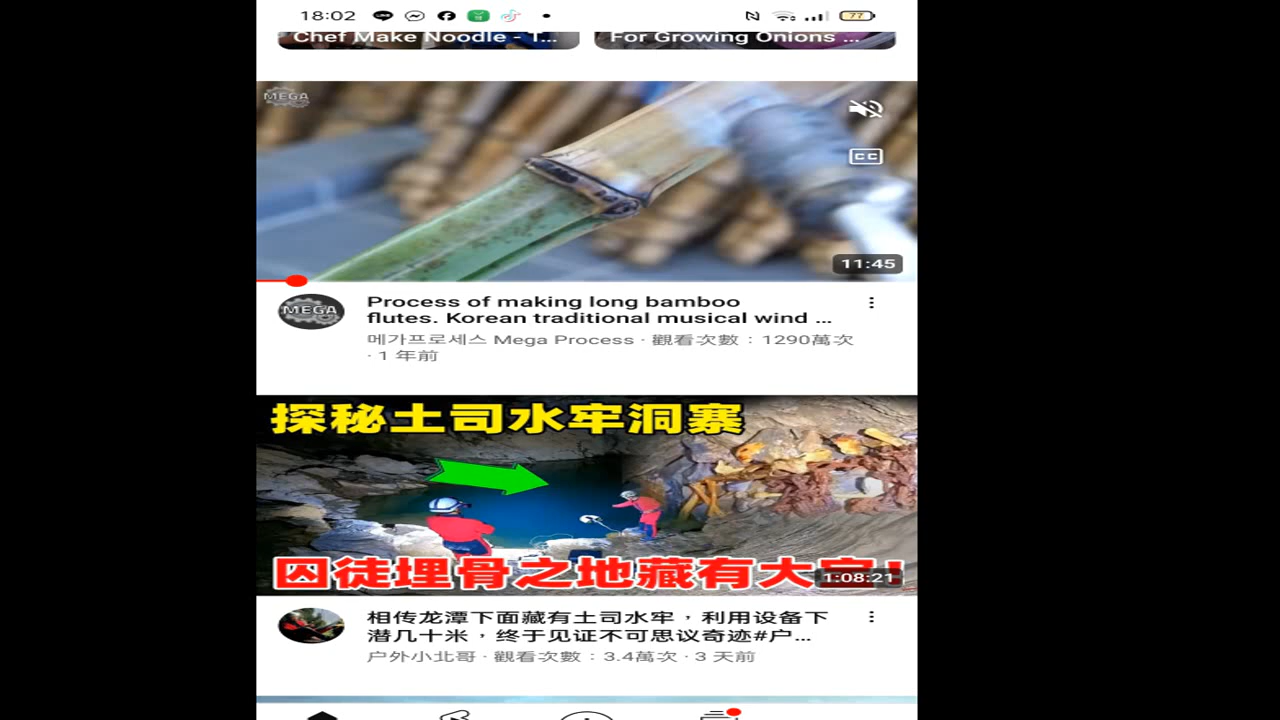 18:02
77
Chef Make Noodle - T...
For Growing Onions ...
MEGA
CC
11:45
MEGA
Process of making long bamboo
flutes. Korean traditional musical wind ...
메가프로세스 Mega Process · 觀看次數：1290萬次
· 1 年前
探秘土司水牢洞寨
囚徒埋骨之地藏有大
1:08:21
相传龙潭下面藏有土司水牢，利用设备下
潜几十米，终于见证不可思议奇迹#户...
户外小北哥 · 觀看次數：3.4萬次 · 3 天前